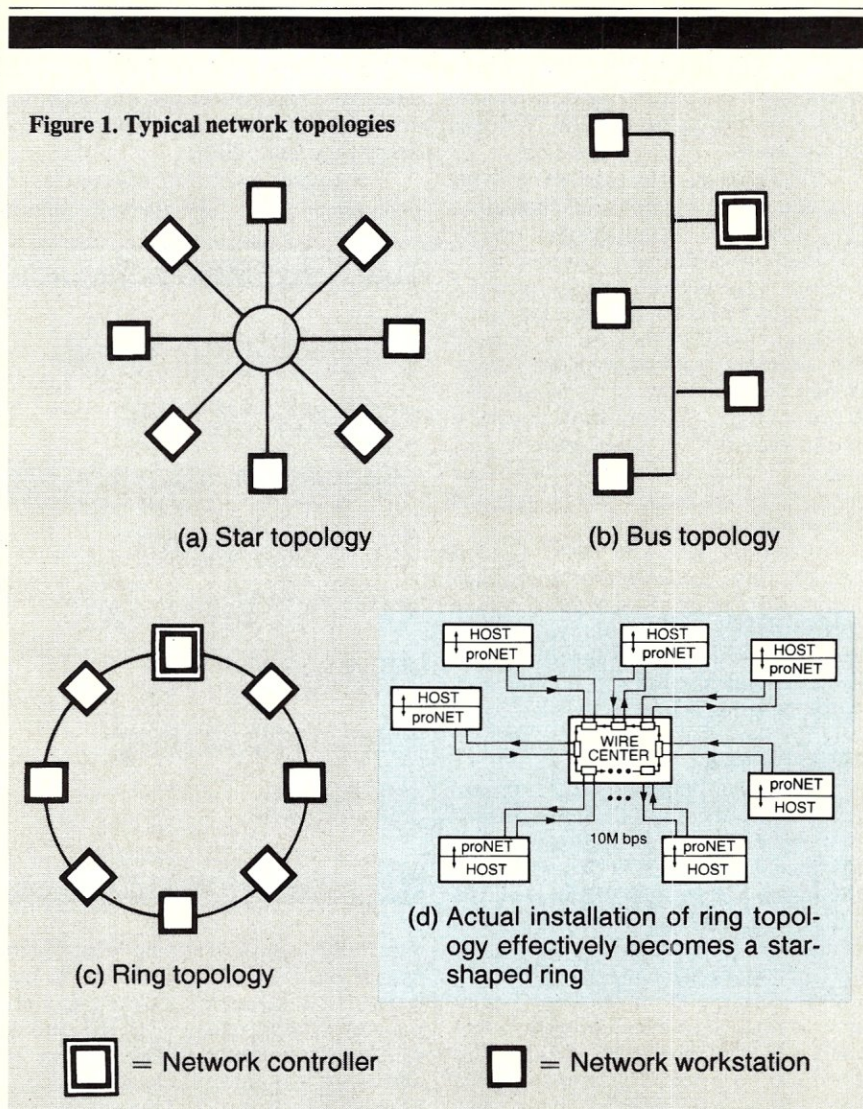 Figure 1. Typical network topologies
(a) Star topology
(b) Bus topology
HOST
proNET
HOST
proNET
HOST
proNET
HOST
proNET
WIRE
CENTER
proNET
HOST
proNET
HOST
10M bps
proNET
HOST
(d) Actual installation of ring topol-
ogy effectively becomes a star-
shaped ring
(c) Ring topology
= Network controller
= Network workstation